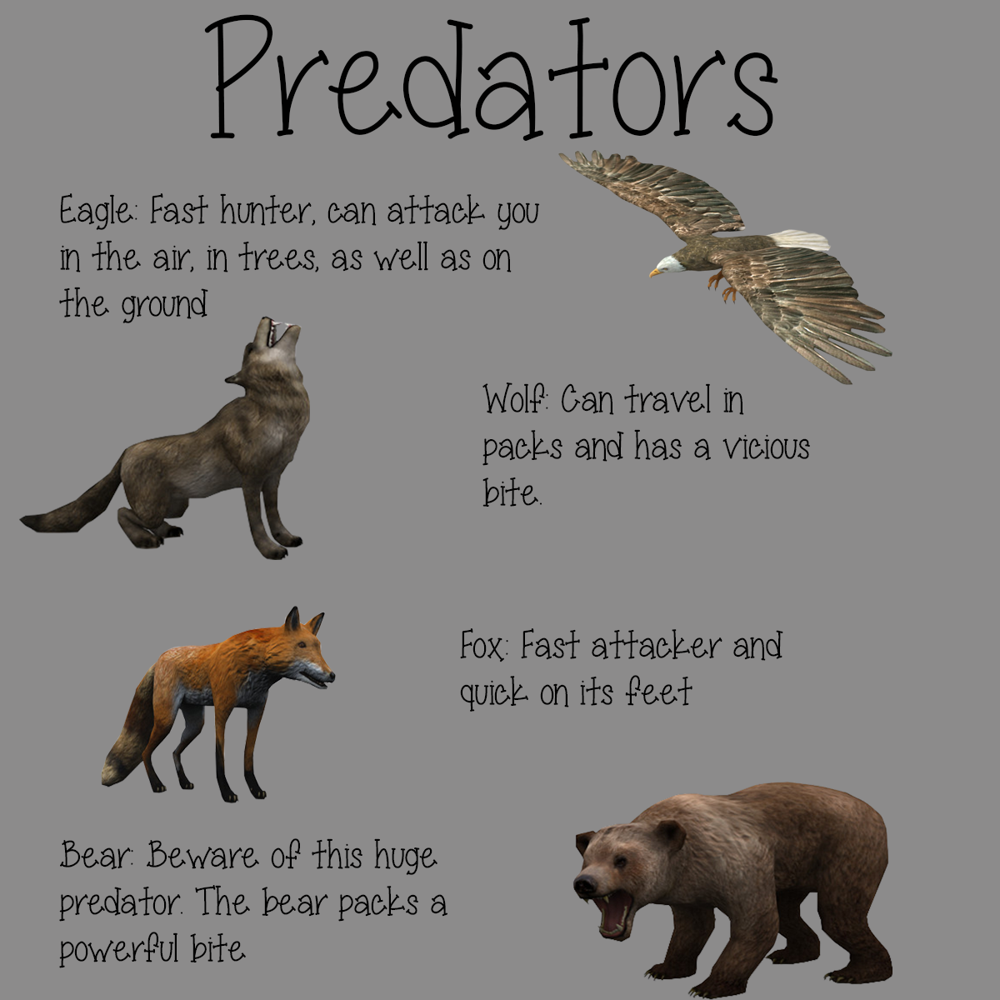 Predators
Eagle: Fast hunter, can attack you
in the air, in trees, as well as on
the ground
Wolf: Can travel in
packs and has a vicious
bite.
Fox: Fast attacker and
quick on its feet
Bear: Beware of this huge
predator. The bear packs a
powerful bite